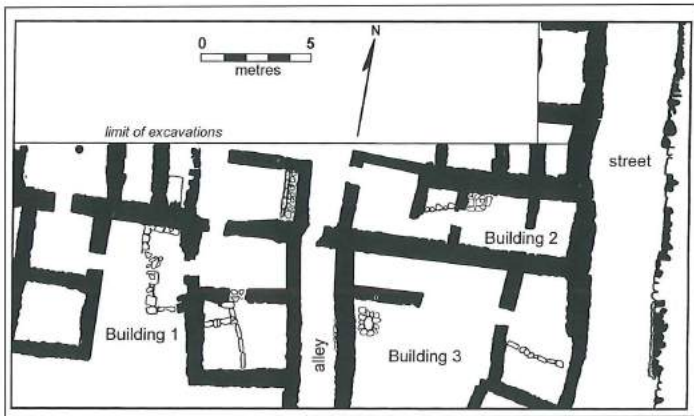 0 5
metres
N
limit of excavations
street
Building 2
Building 1
alley
Building 3